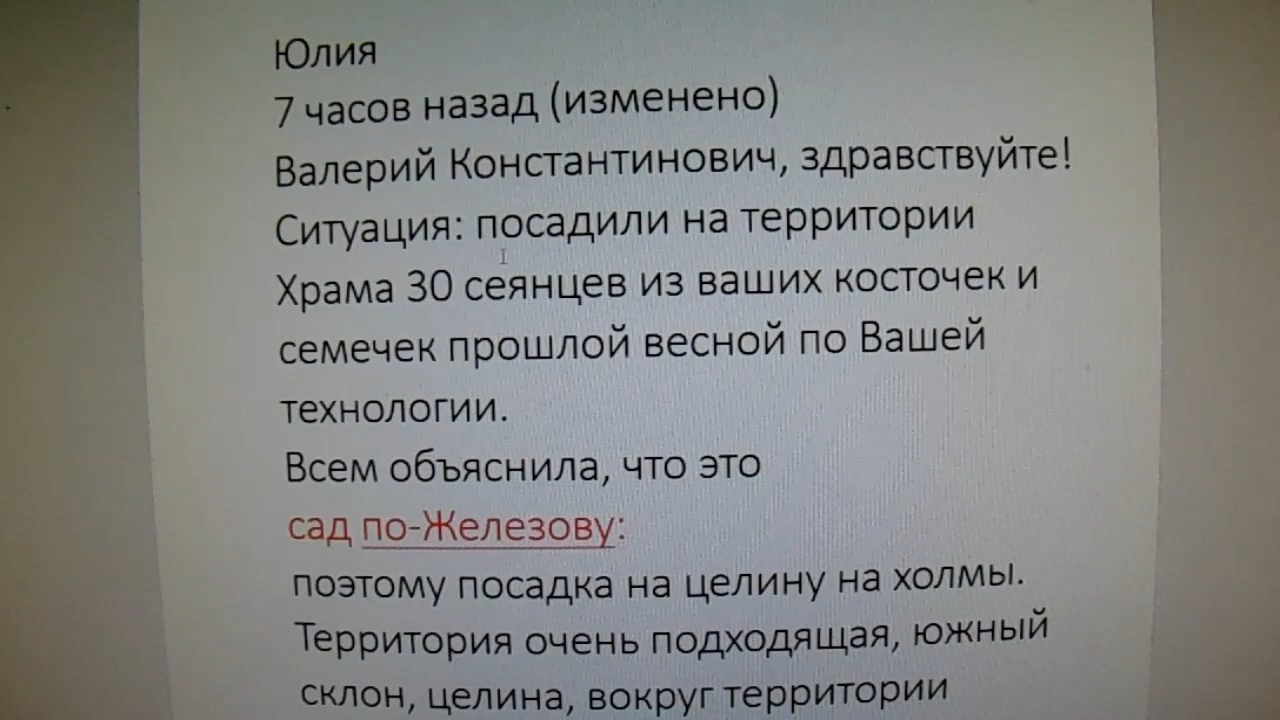 Юлия
7 часов назад (изменено)
Валерий Константинович, здравствуйте!
Ситуация: посадили на территории
Храма 30 сеянцев из ваших косточек и
семечек прошлой весной по Вашей
технологии.
Всем объяснила, что это
сад по-Железову:
поэтому посадка на целину на холмы.
Территория очень подходящая, южный
склон, целина, вокруг территории